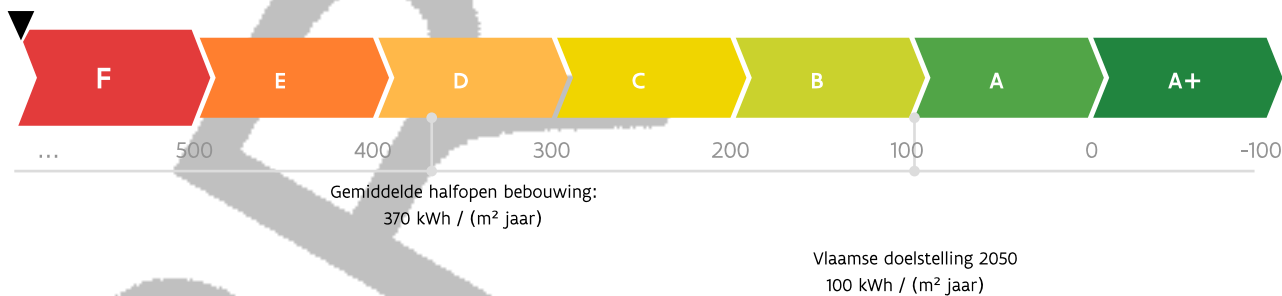 F E D C B A A+
... 500 400 300 200 100 0 -100
Gemiddelde halfopen bebouwing:
370 kWh / (m² jaar)
Vlaamse doelstelling 2050
100 kWh / (m² jaar)